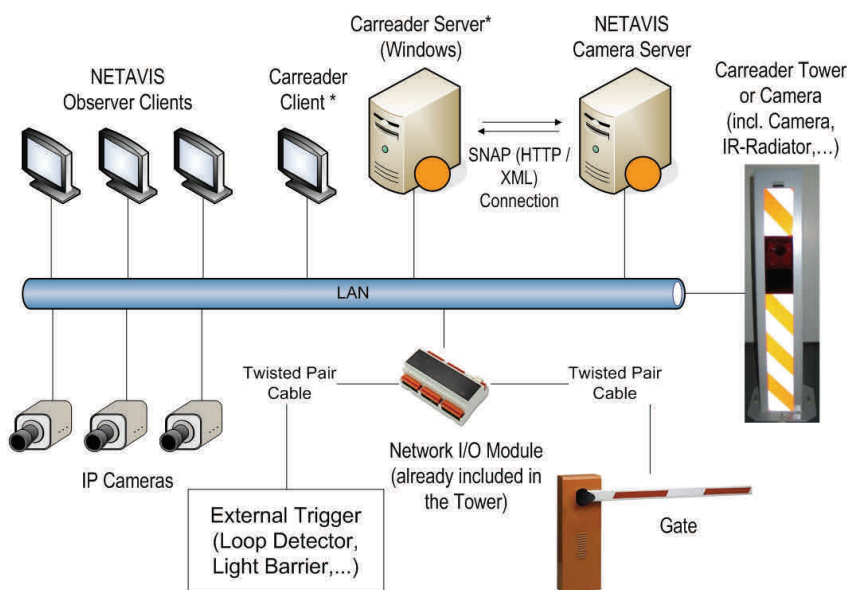 Carreader Server*
(Windows)
NETAVIS
Camera Server
NETAVIS
Observer Clients
Carreader
Client *
Carreader Tower
or Camera
(incl. Camera,
IR-Radiator,…)
SNAP (HTTP /
XML)
Connection
LAN
Twisted Pair
Cable
Twisted Pair
Cable
IP Cameras
Network I/O Module
(already included in
the Tower)
External Trigger
(Loop Detector,
Light Barrier,...)
Gate